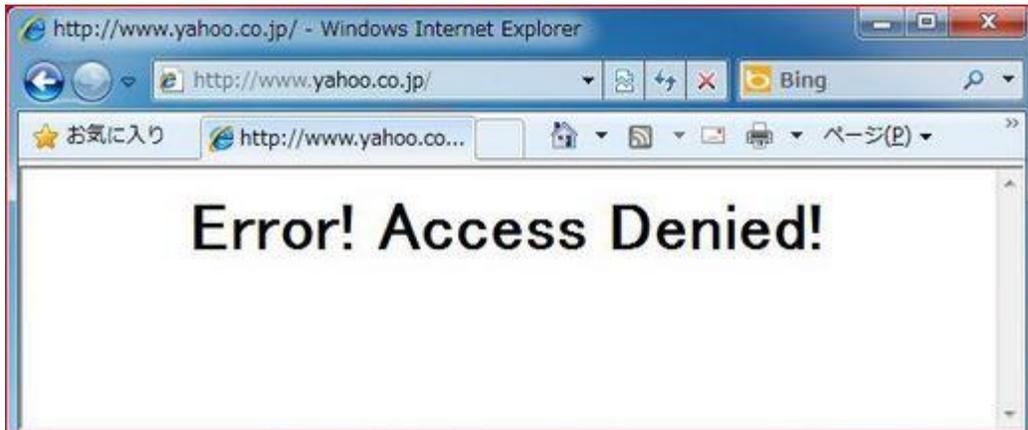 http://www.yahoo.co.jp/ - Windows Internet Explorer
http://www.yahoo.co.jp/ Bing
お気に入り http://www.yahoo.co... ページ(P)
Error! Access Denied!